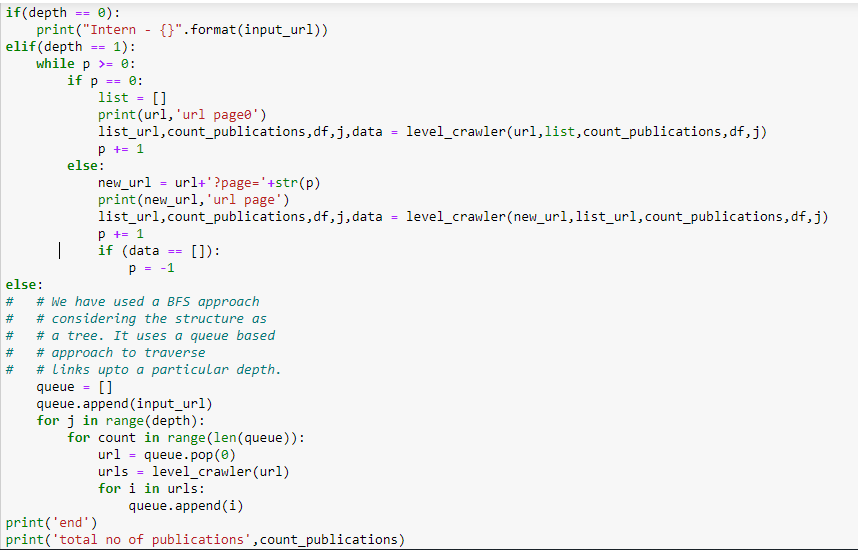 if(depth == 0):
    print("Intern - {}".format(input_url))
elif(depth == 1):
    while p >= 0:
        if p == 0:
            list = []
            print(url,'url page0')
            list_url,count_publications,df,j,data = level_crawler(url,list,count_publications,df,j)
            p += 1
        else:
            new_url = url+'?page='+str(p)
            print(new_url,'url page')
            list_url,count_publications,df,j,data = level_crawler(new_url,list_url,count_publications,df,j)
            p += 1
            if (data == []):
                p = -1
else:
#   # We have used a BFS approach
#   # considering the structure as
#   # a tree. It uses a queue based
#   # approach to traverse
#   # links upto a particular depth.
    queue = []
    queue.append(input_url)
    for j in range(depth):
        for count in range(len(queue)):
            url = queue.pop(0)
            urls = level_crawler(url)
            for i in urls:
                queue.append(i)
print('end')
print('total no of publications',count_publications)